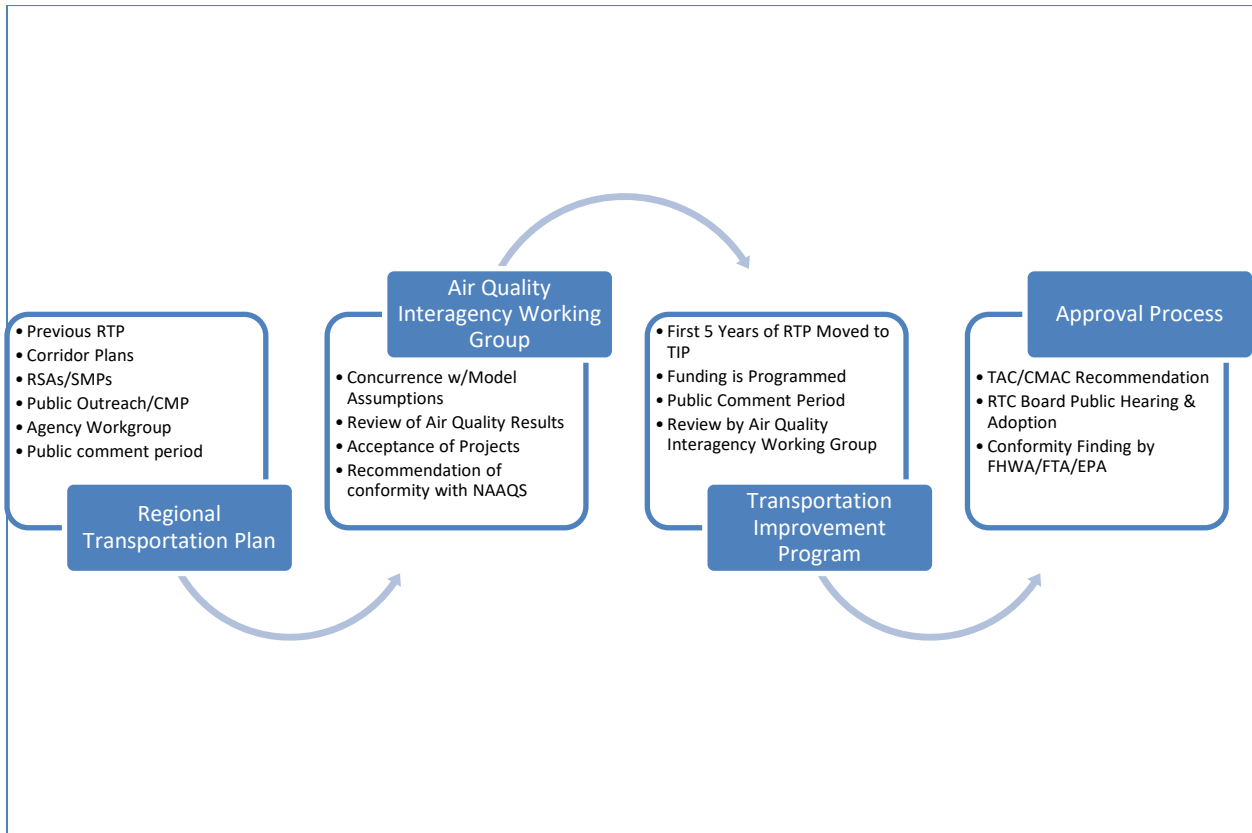 • Previous RTP
• Corridor Plans
• RSAs/SMPs
• Public Outreach/CMP
• Agency Workgroup
• Public comment period
Regional
Transportation Plan
Air Quality
Interagency Working
Group
• Concurrence w/Model
Assumptions
• Review of Air Quality Results
• Acceptance of Projects
• Recommendation of
conformity with NAAQS
• First 5 Years of RTP Moved to
TIP
• Funding is Programmed
• Public Comment Period
• Review by Air Quality
Interagency Working Group
Transportation
Improvement
Program
Approval Process
• TAC/CMAC Recommendation
• RTC Board Public Hearing &
Adoption
• Conformity Finding by
FHWA/FTA/EPA